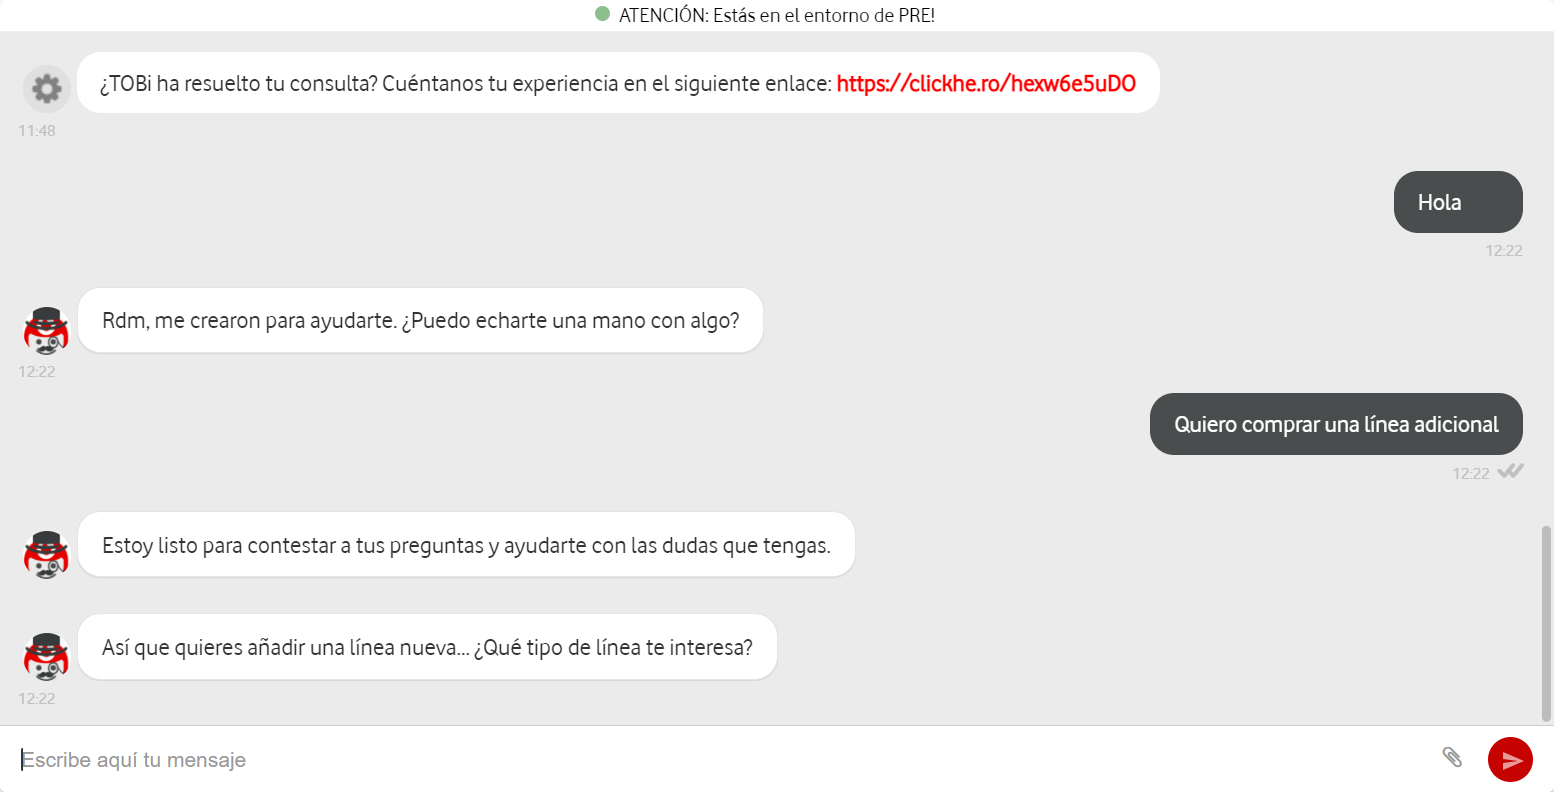 ATENCIÓN: Estás en el entorno de PRE!
¿TOBi ha resuelto tu consulta? Cuéntanos tu experiencia en el siguiente enlace: https://clickhe.ro/hexw6e5uDO
11:48
Hola
12:22
Rdm, me crearon para ayudarte. ¿Puedo echarte una mano con algo?
12:22
Quiero comprar una línea adicional
12:22
Estoy listo para contestar a tus preguntas y ayudarte con las dudas que tengas.
Así que quieres añadir una línea nueva... ¿Qué tipo de línea te interesa?
12:22
Escribe aquí tu mensaje